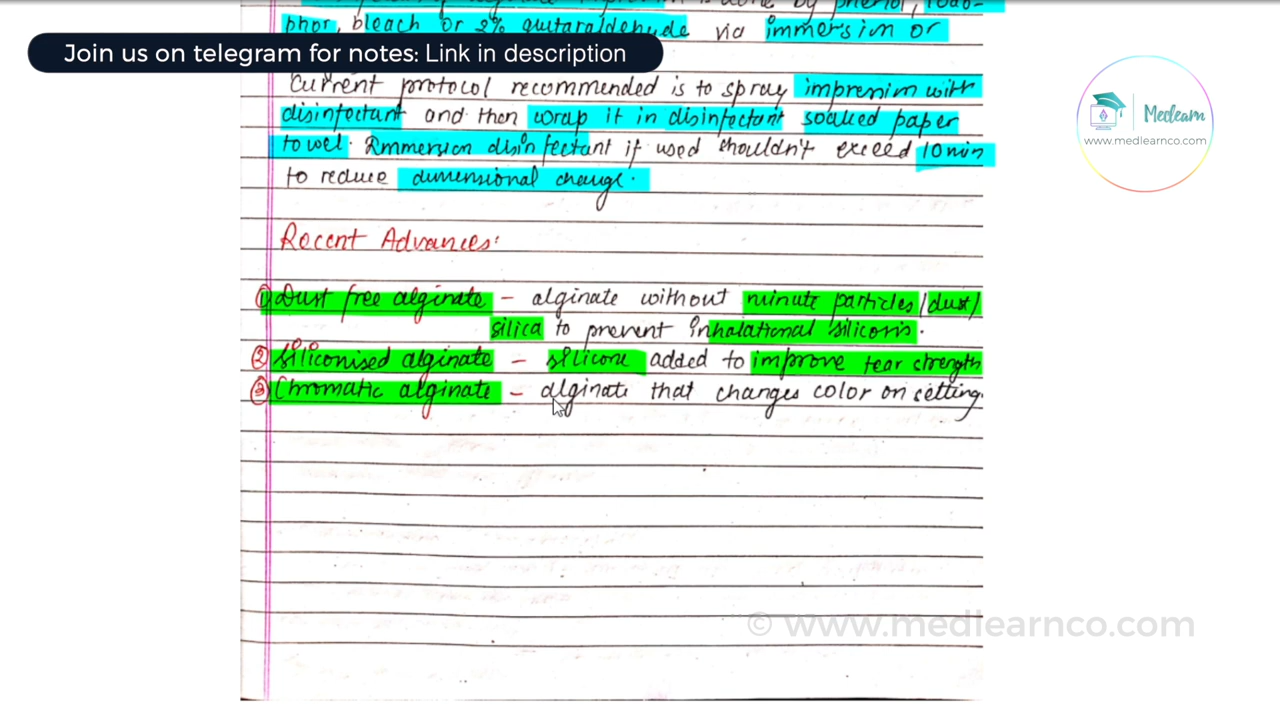 phor, bleach or 2% glutaraldehyde via immersion or
Join us on telegram for notes: Link in description
Current protocol recommended is to spray impression with
disinfectant and then wrap it in disinfectant soaked paper
towel. Immersion disinfectant if used shouldn't exceed 10 min
to reduce dimensional change.
Recent Advances:
① Dust free alginate – alginate without minute particles/dust/
silica to prevent inhalational silicosis.
② Siliconised alginate – silicone added to improve tear strength
③ Chromatic alginate – alginate that changes color on setting.
Medlearn
www.medlearnco.com
© www.medlearnco.com